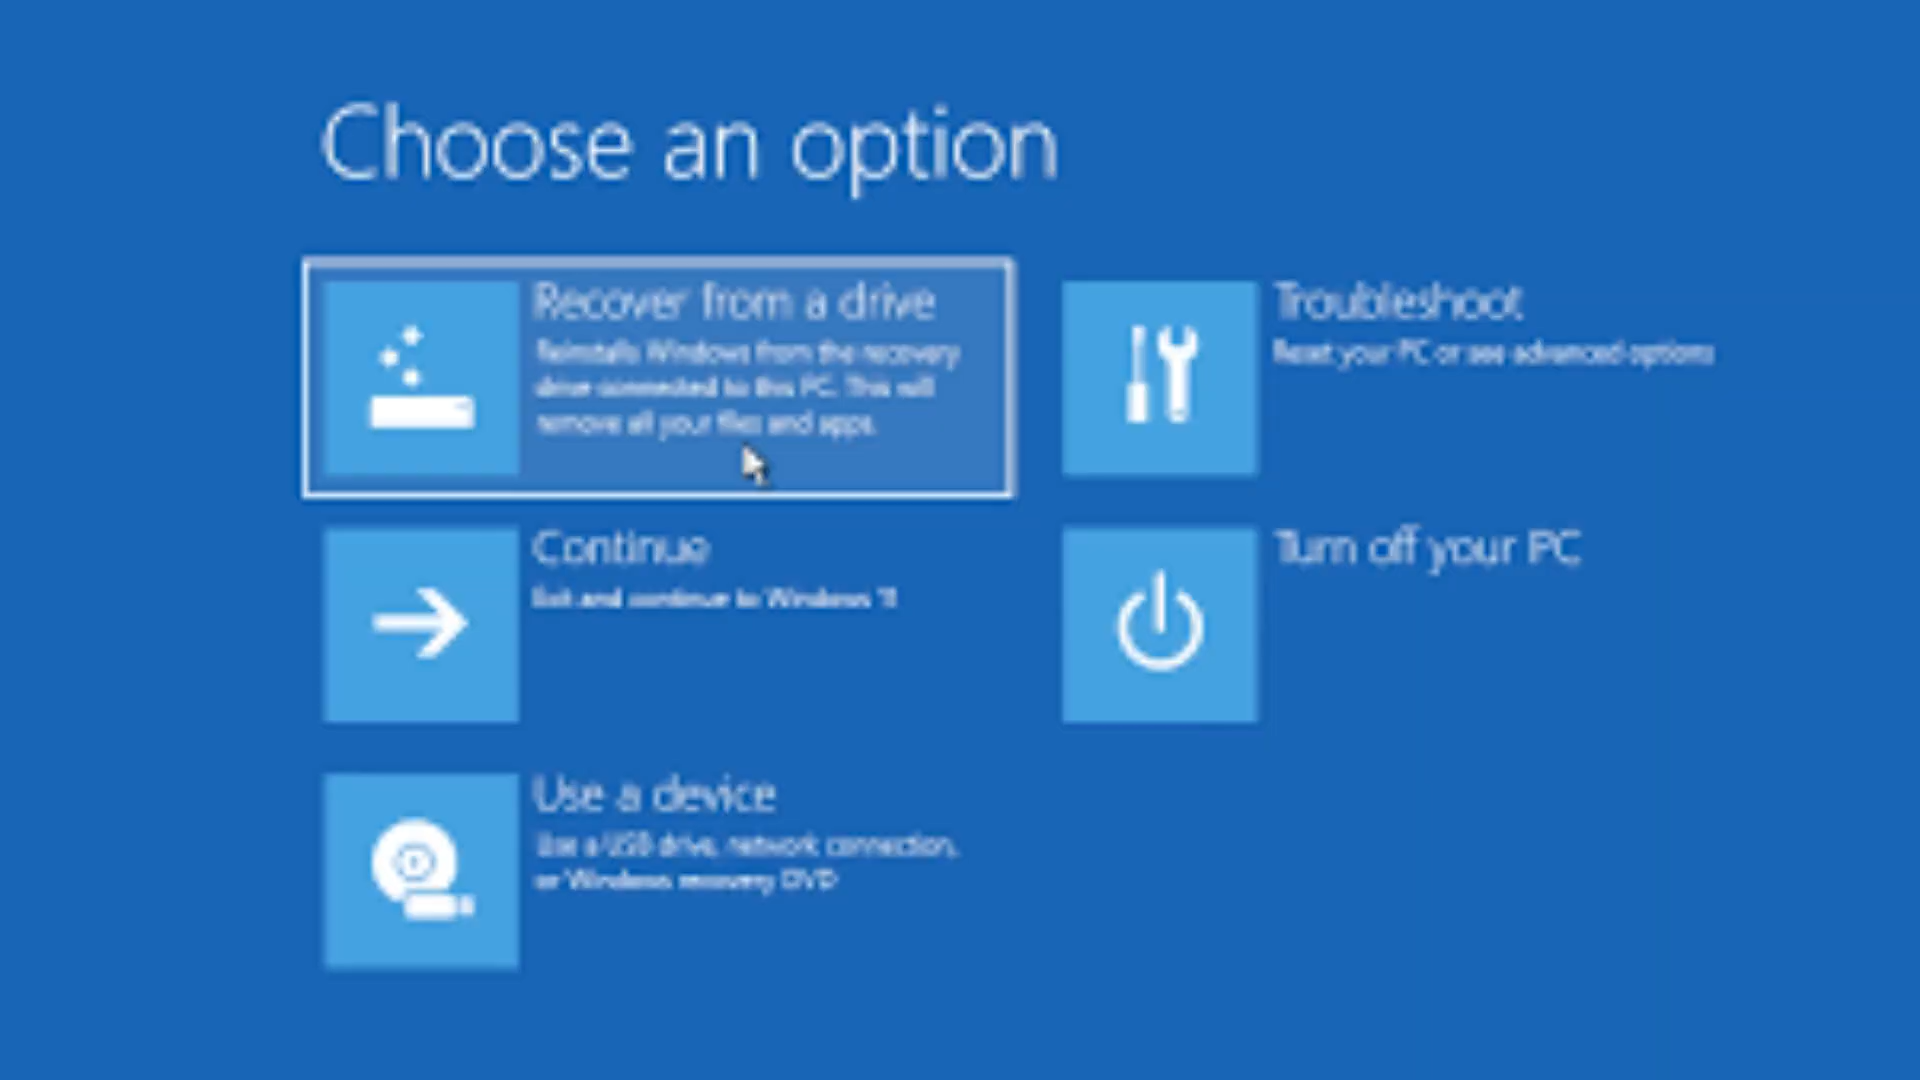 Choose an option
Recover from a drive
Reinstalls Windows from the recovery
drive connected to this PC. This will
remove all your files and apps.
Troubleshoot
Reset your PC or see advanced options
Continue
Exit and continue to Windows 11
Turn off your PC
Use a device
Use a USB drive, network connection,
or Windows recovery DVD